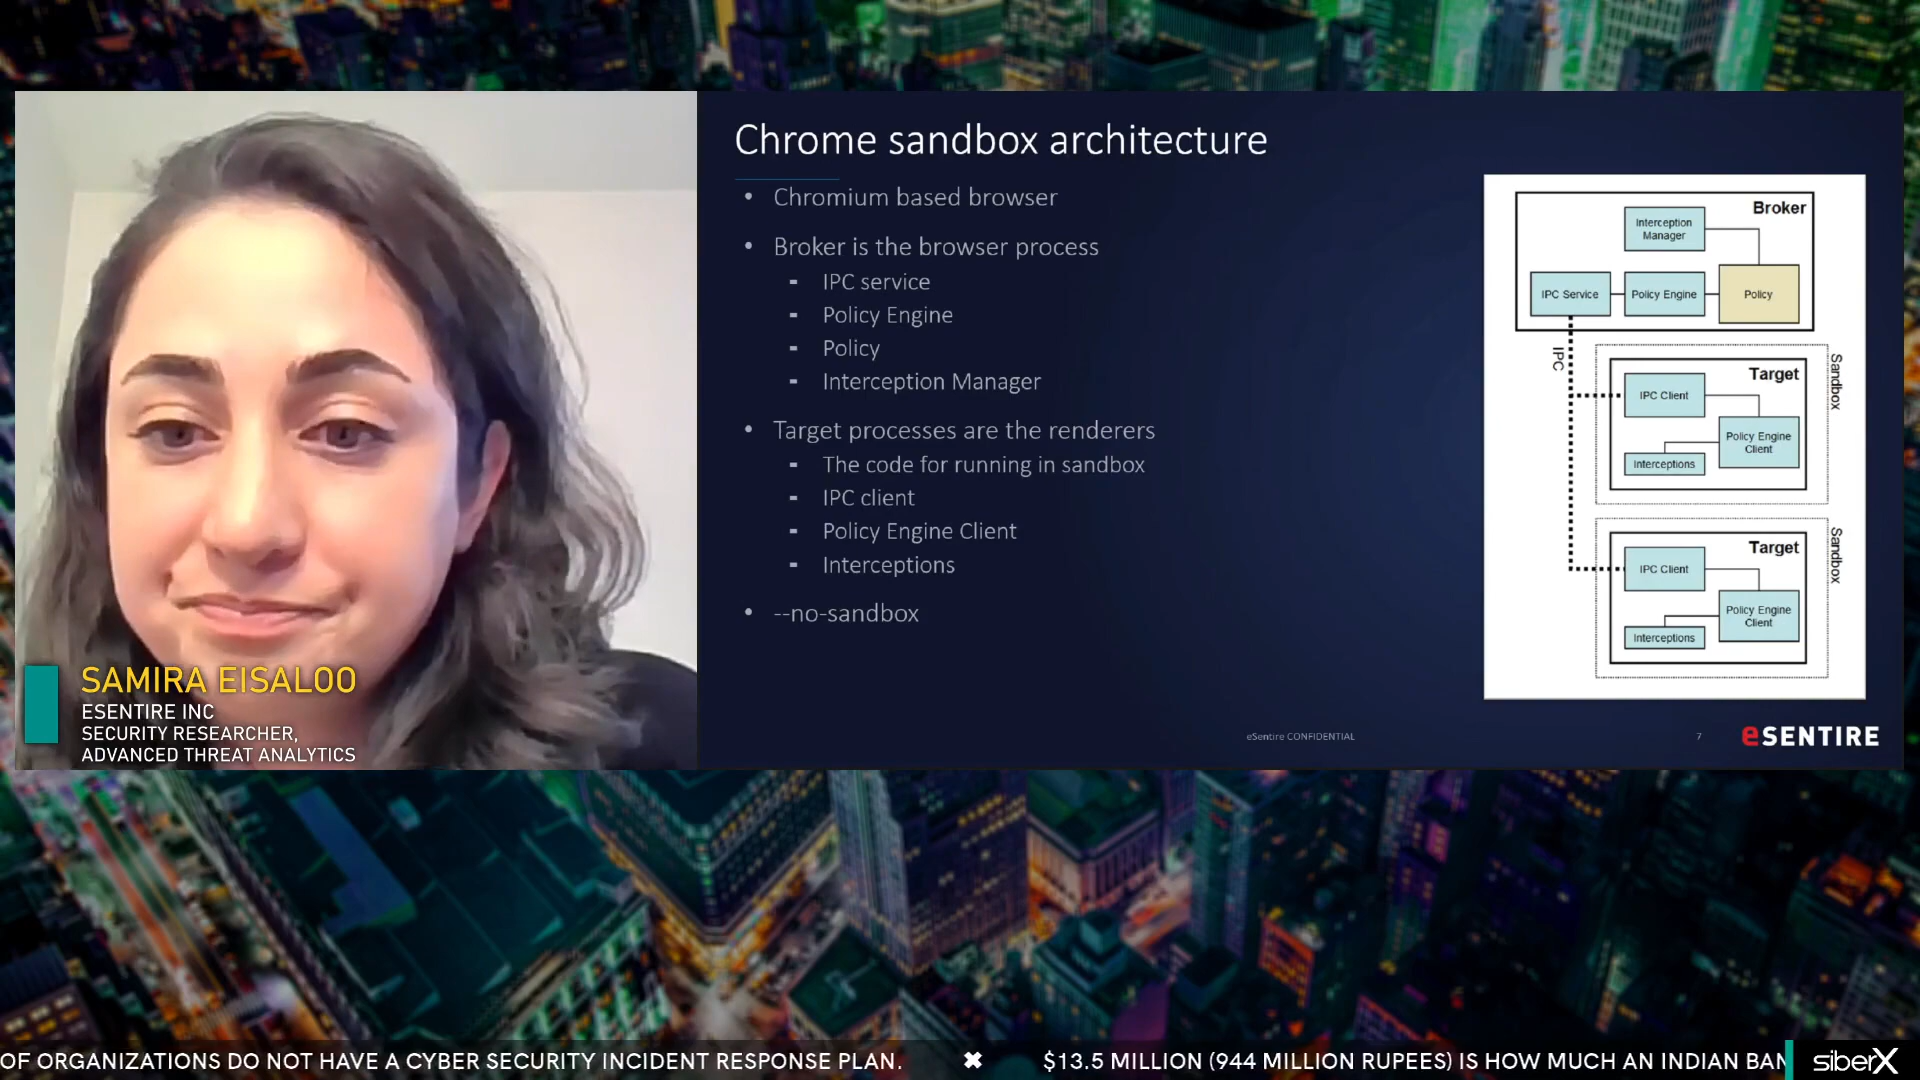 Chrome sandbox architecture
• Chromium based browser
• Broker is the browser process
- IPC service
- Policy Engine
- Policy
- Interception Manager
• Target processes are the renderers
- The code for running in sandbox
- IPC client
- Policy Engine Client
- Interceptions
• --no-sandbox
Broker
Interception
Manager
IPC Service
Policy Engine
Policy
IPC
Sandbox
Target
IPC Client
Policy Engine
Client
Interceptions
Sandbox
Target
IPC Client
Policy Engine
Client
Interceptions
eSentire CONFIDENTIAL
7
eSENTIRE
SAMIRA EISALOO
ESENTIRE INC
SECURITY RESEARCHER,
ADVANCED THREAT ANALYTICS
OF ORGANIZATIONS DO NOT HAVE A CYBER SECURITY INCIDENT RESPONSE PLAN. ✖ $13.5 MILLION (944 MILLION RUPEES) IS HOW MUCH AN INDIAN BAN
siberX